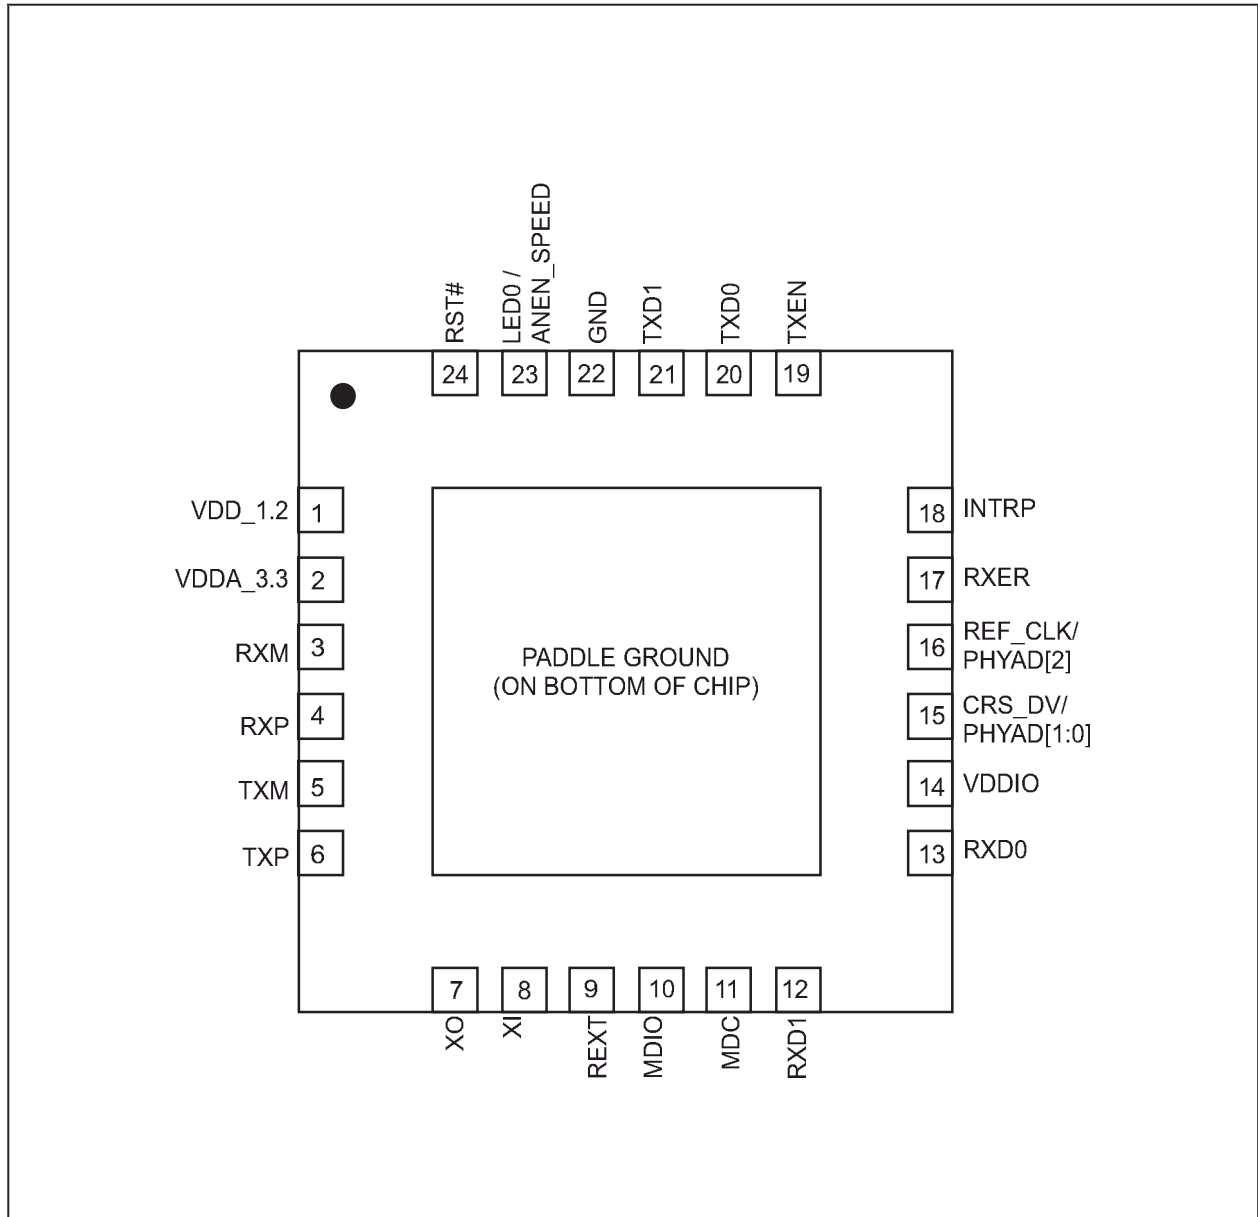 RST#
LED0 /
ANEN_SPEED
GND
TXD1
TXD0
TXEN
24
23
22
21
20
19
VDD_1.2 1
VDDA_3.3 2
RXM 3
RXP 4
TXM 5
TXP 6
PADDLE GROUND
(ON BOTTOM OF CHIP)
18 INTRP
17 RXER
16 REF_CLK/
PHYAD[2]
15 CRS_DV/
PHYAD[1:0]
14 VDDIO
13 RXD0
7
8
9
10
11
12
XO
XI
REXT
MDIO
MDC
RXD1